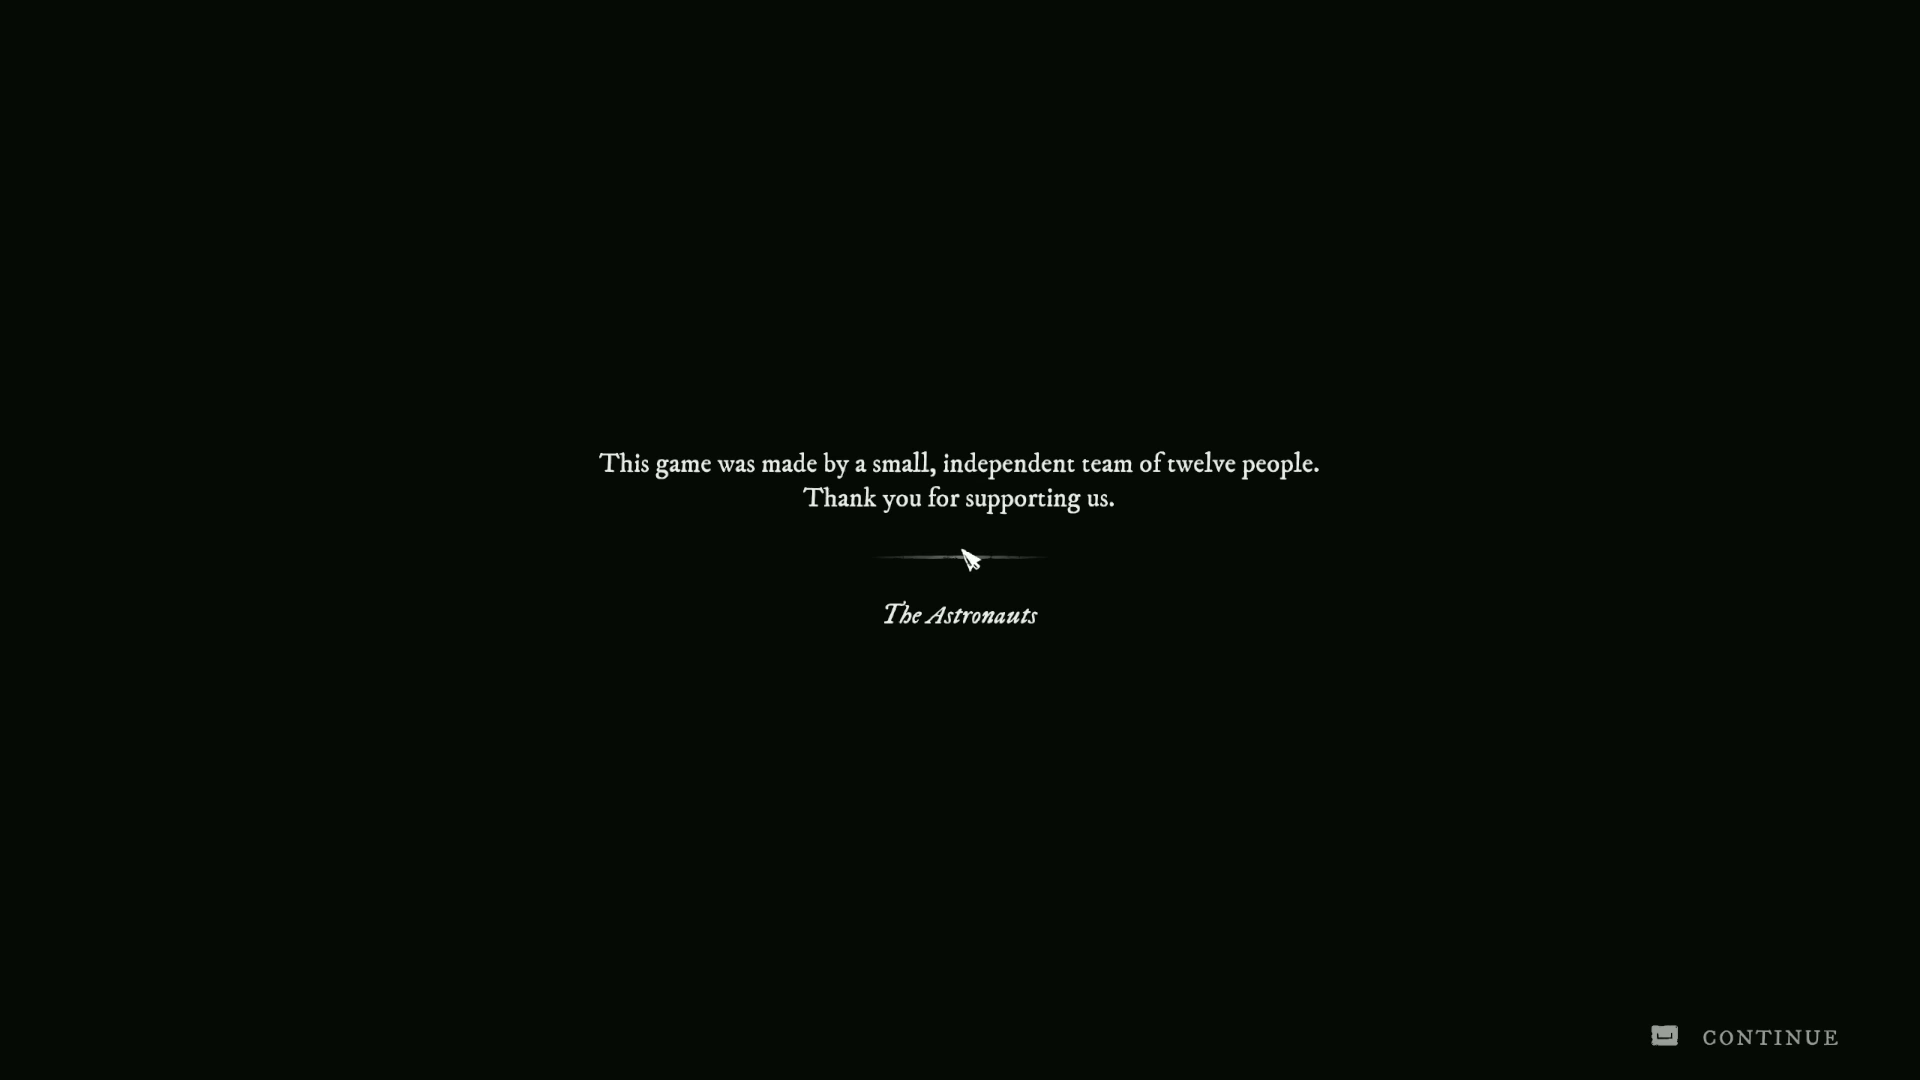 This game was made by a small, independent team of twelve people.
Thank you for supporting us.
The Astronauts
CONTINUE